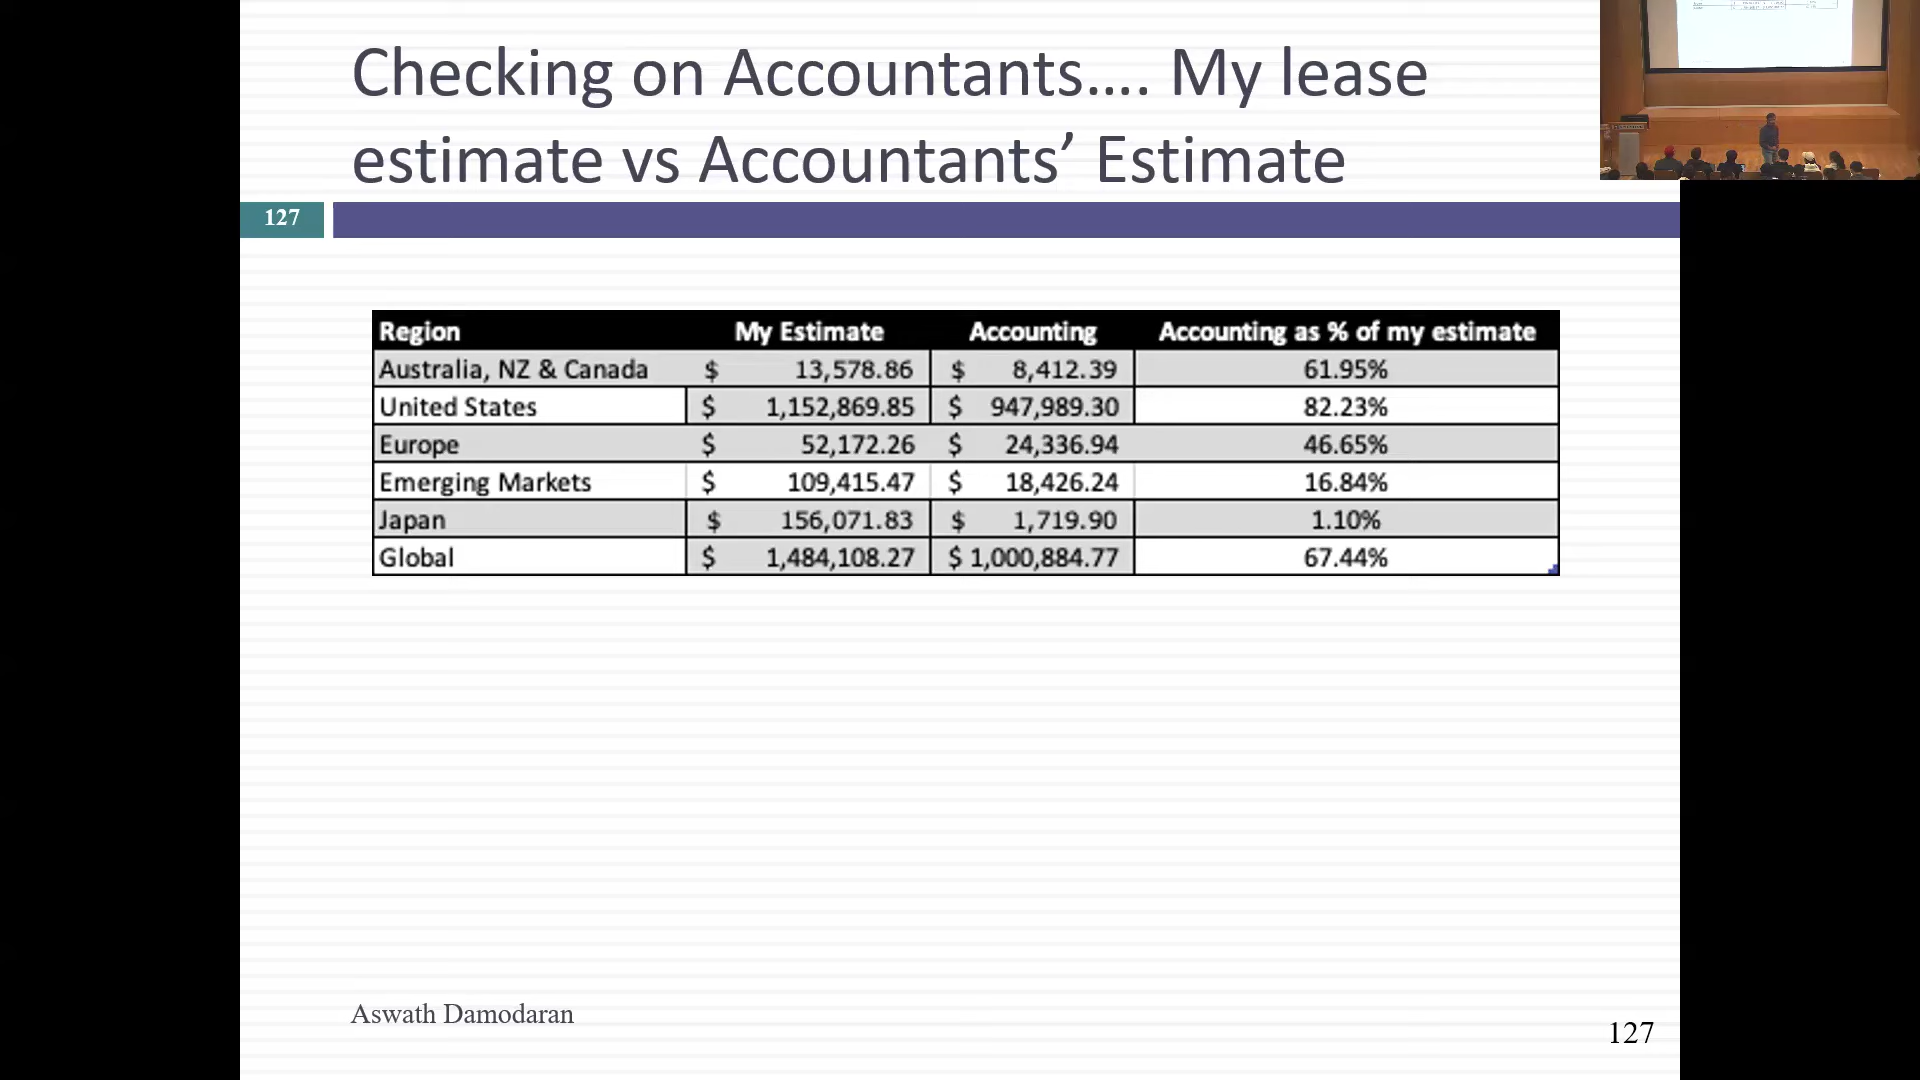 Checking on Accountants.... My lease
estimate vs Accountants’ Estimate
127
Region My Estimate Accounting Accounting as % of my estimate
Australia, NZ & Canada $ 13,578.86 $ 8,412.39 61.95%
United States $ 1,152,869.85 $ 947,989.30 82.23%
Europe $ 52,172.26 $ 24,336.94 46.65%
Emerging Markets $ 109,415.47 $ 18,426.24 16.84%
Japan $ 156,071.83 $ 1,719.90 1.10%
Global $ 1,484,108.27 $ 1,000,884.77 67.44%
Aswath Damodaran
127